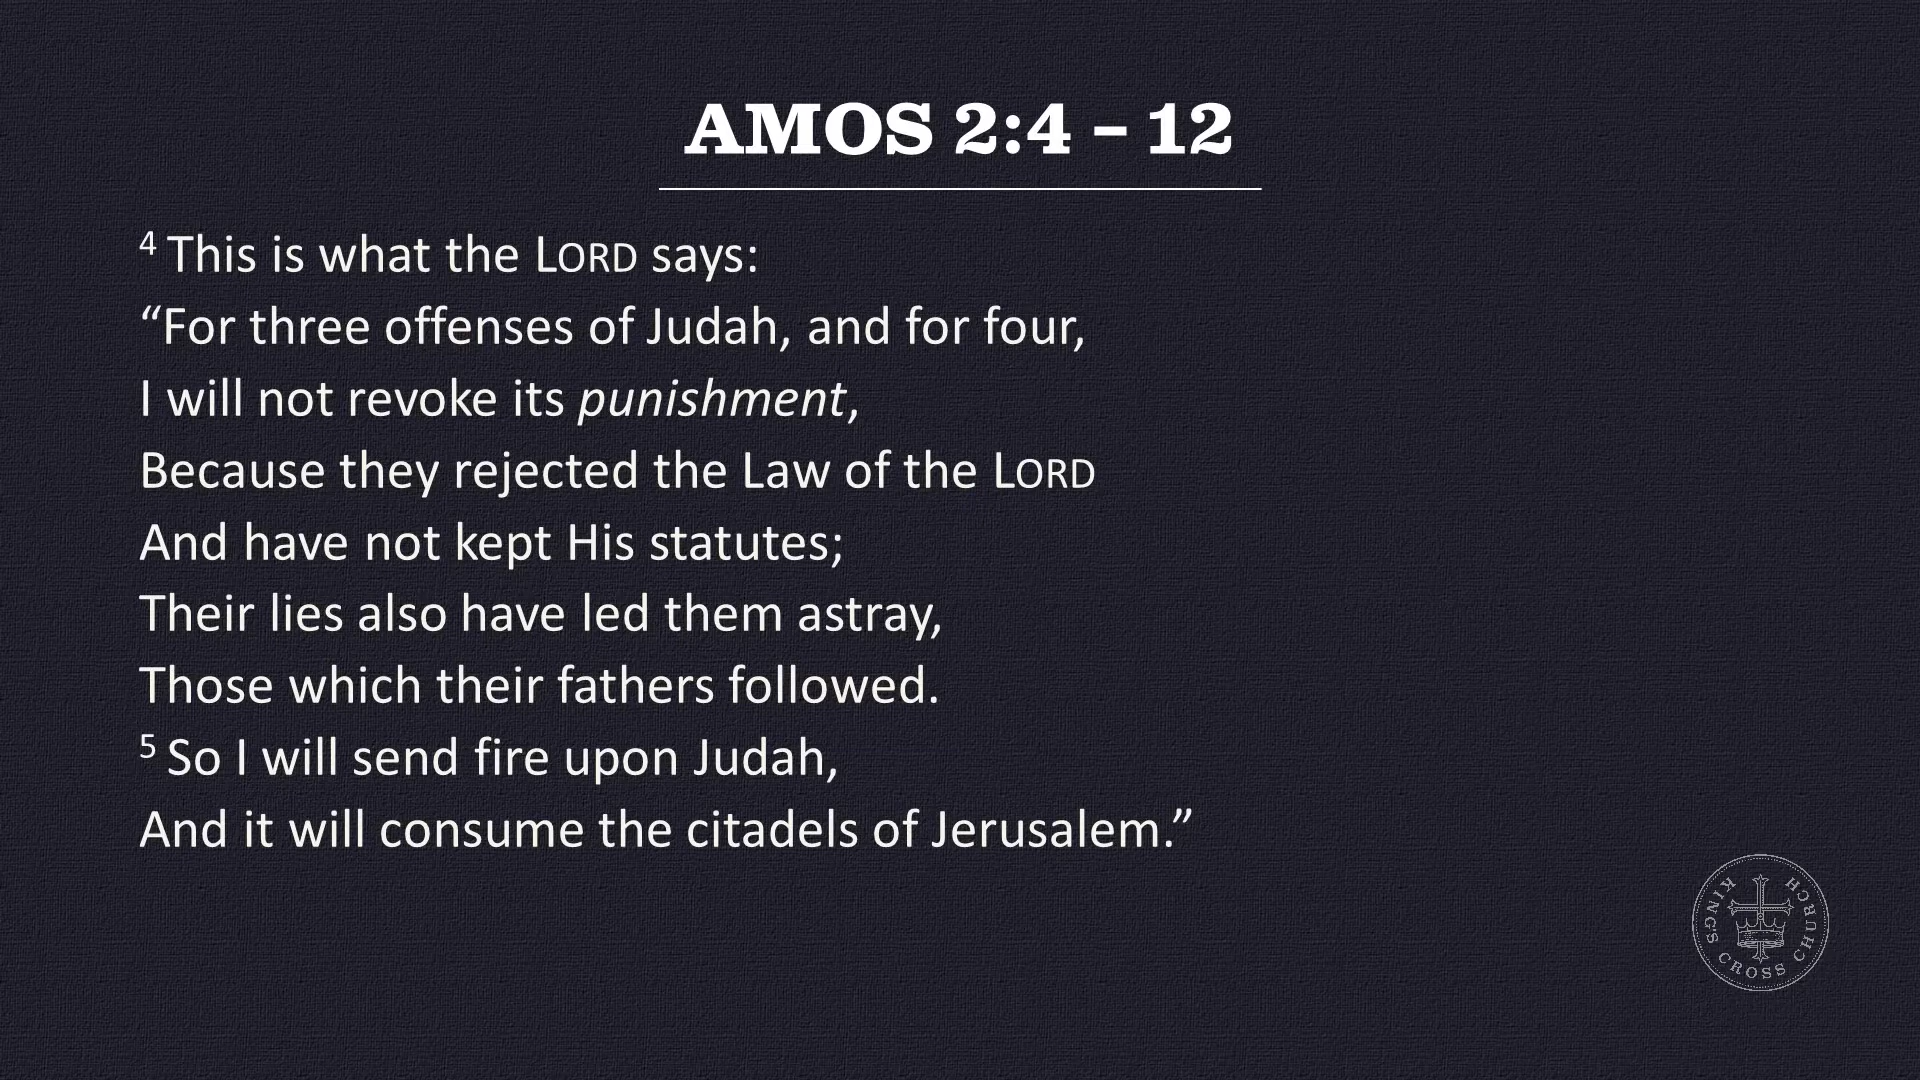 AMOS 2:4 – 12
4 This is what the LORD says:
“For three offenses of Judah, and for four,
I will not revoke its punishment,
Because they rejected the Law of the LORD
And have not kept His statutes;
Their lies also have led them astray,
Those which their fathers followed.
5 So I will send fire upon Judah,
And it will consume the citadels of Jerusalem.”
KING'S CROSS CHURCH